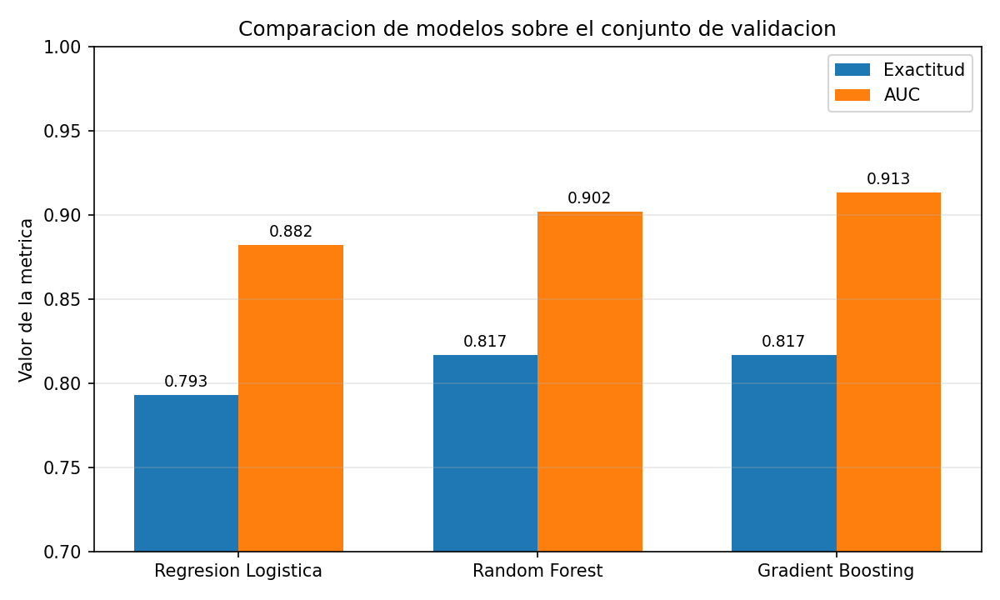 Comparacion de modelos sobre el conjunto de validacion
Exactitud
AUC
Valor de la metrica
1.00
0.95
0.90
0.85
0.80
0.75
0.70
0.793
0.882
0.817
0.902
0.817
0.913
Regresion Logistica
Random Forest
Gradient Boosting